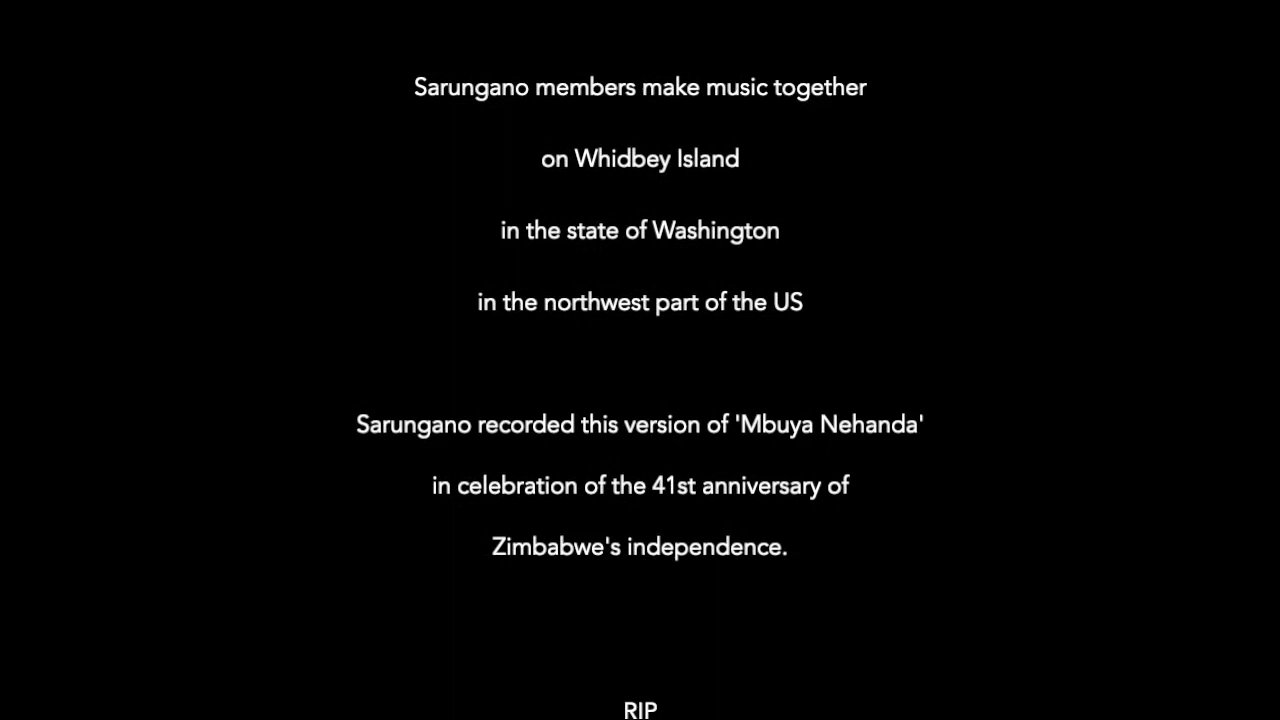 Sarungano members make music together
on Whidbey Island
in the state of Washington
in the northwest part of the US
Sarungano recorded this version of 'Mbuya Nehanda'
in celebration of the 41st anniversary of
Zimbabwe's independence.
RIP